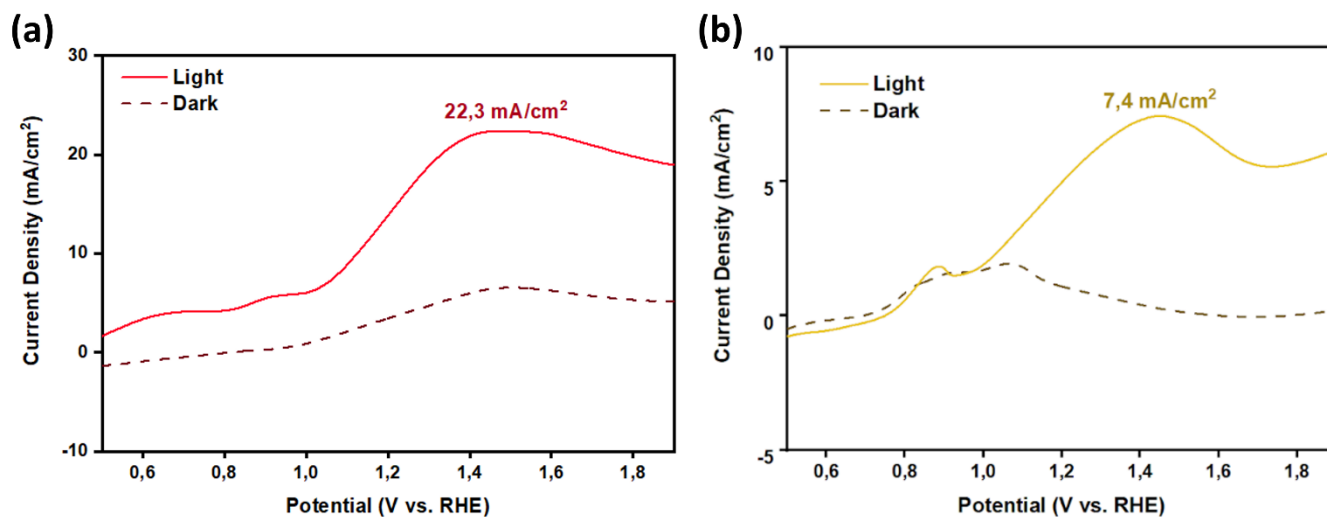 (a)
30
20
10
0
-10
Current Density (mA/cm²)
Light
Dark
22,3 mA/cm²
0,6 0,8 1,0 1,2 1,4 1,6 1,8
Potential (V vs. RHE)
(b)
10
5
0
-5
Current Density (mA/cm²)
Light
Dark
7,4 mA/cm²
0,6 0,8 1,0 1,2 1,4 1,6 1,8
Potential (V vs. RHE)